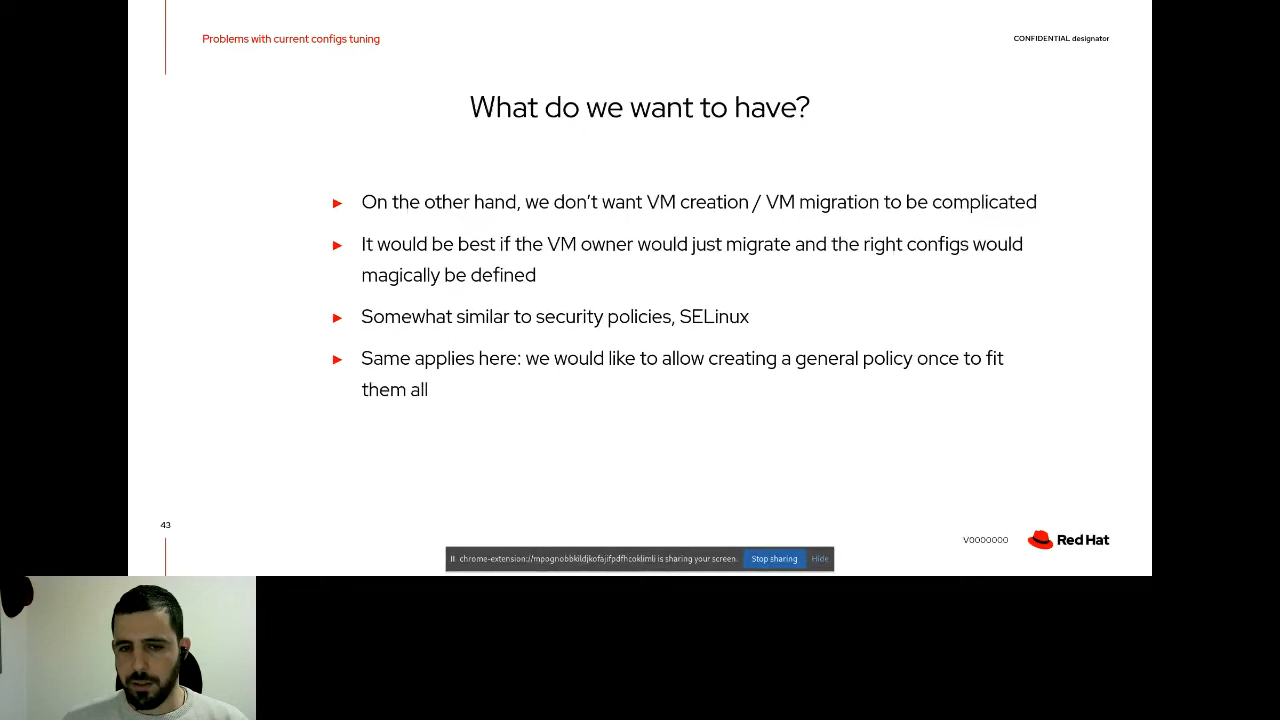 Problems with current configs tuning
CONFIDENTIAL designator
What do we want to have?
On the other hand, we don't want VM creation / VM migration to be complicated
It would be best if the VM owner would just migrate and the right configs would
magically be defined
Somewhat similar to security policies, SELinux
Same applies here: we would like to allow creating a general policy once to fit
them all
43
V0000000
Red Hat
chrome-extension://mpognobbkildjkofajifpdfhcoklimli is sharing your screen.
Stop sharing
Hide